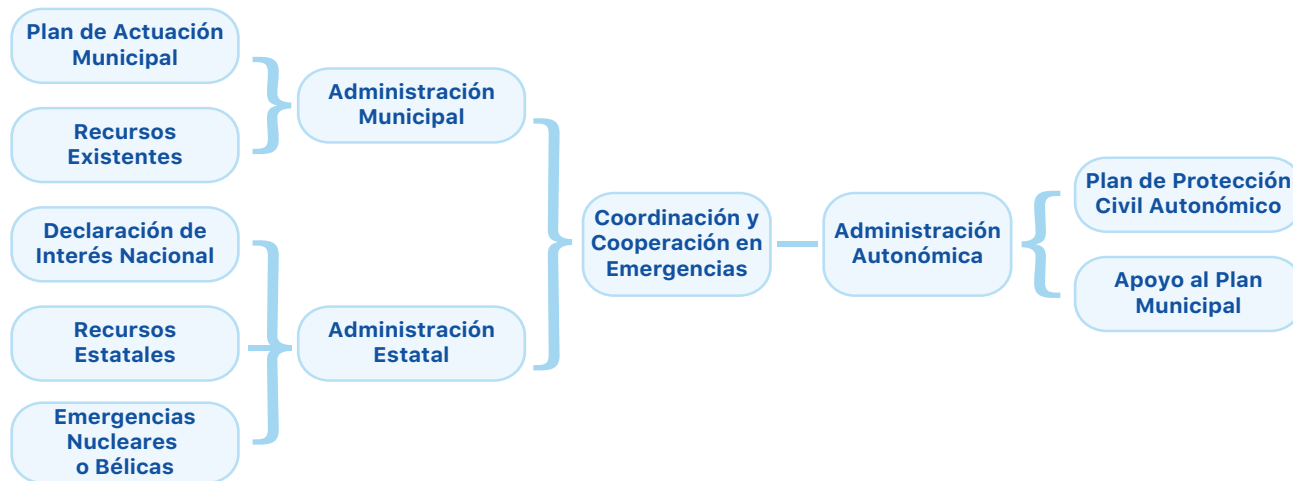 Plan de Actuación
Municipal
Recursos
Existentes
Declaración de
Interés Nacional
Recursos
Estatales
Emergencias
Nucleares
o Bélicas
Administración
Municipal
Administración
Estatal
Coordinación y
Cooperación en
Emergencias
Administración
Autonómica
Plan de Protección
Civil Autonómico
Apoyo al Plan
Municipal